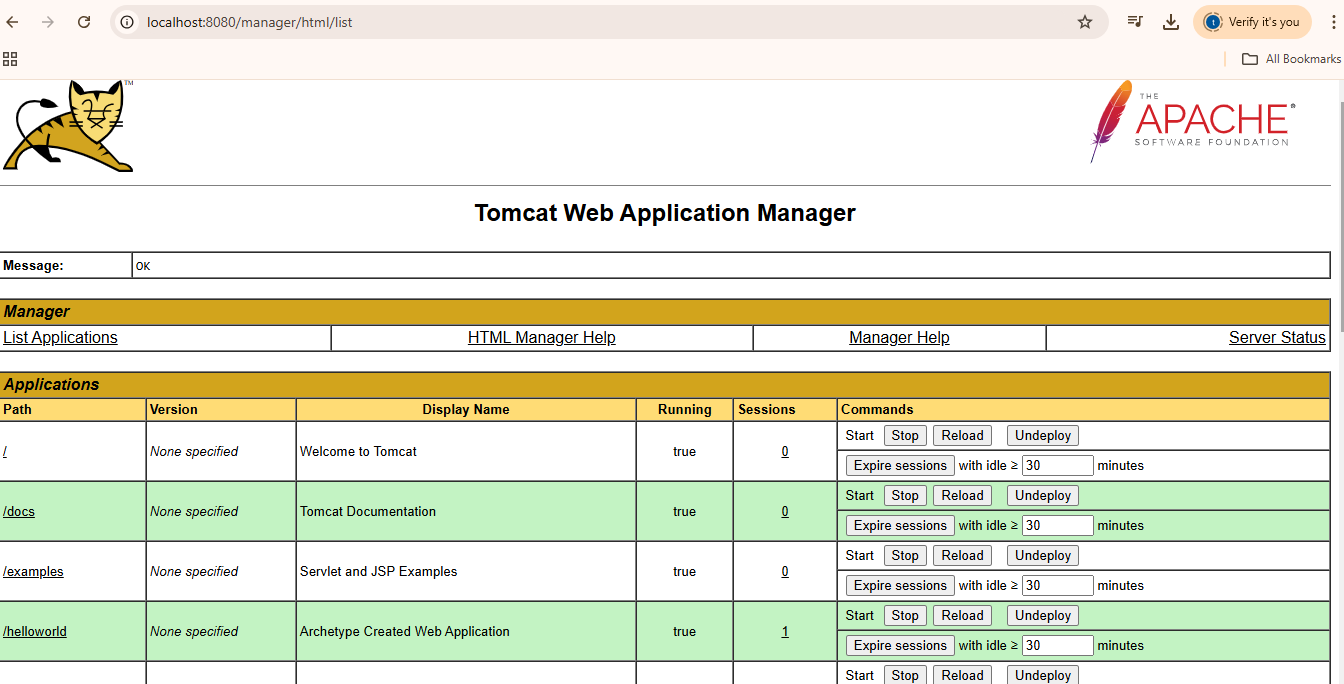 localhost:8080/manager/html/list
Verify it's you
All Bookmarks
TM
THE
APACHE®
SOFTWARE FOUNDATION
Tomcat Web Application Manager
Message: OK
Manager
List Applications HTML Manager Help Manager Help Server Status
Applications
Path Version Display Name Running Sessions Commands
/ None specified Welcome to Tomcat true 0 Start Stop Reload Undeploy
Expire sessions with idle ≥ 30 minutes
/docs None specified Tomcat Documentation true 0 Start Stop Reload Undeploy
Expire sessions with idle ≥ 30 minutes
/examples None specified Servlet and JSP Examples true 0 Start Stop Reload Undeploy
Expire sessions with idle ≥ 30 minutes
/helloworld None specified Archetype Created Web Application true 1 Start Stop Reload Undeploy
Expire sessions with idle ≥ 30 minutes
Start Stop Reload Undeploy